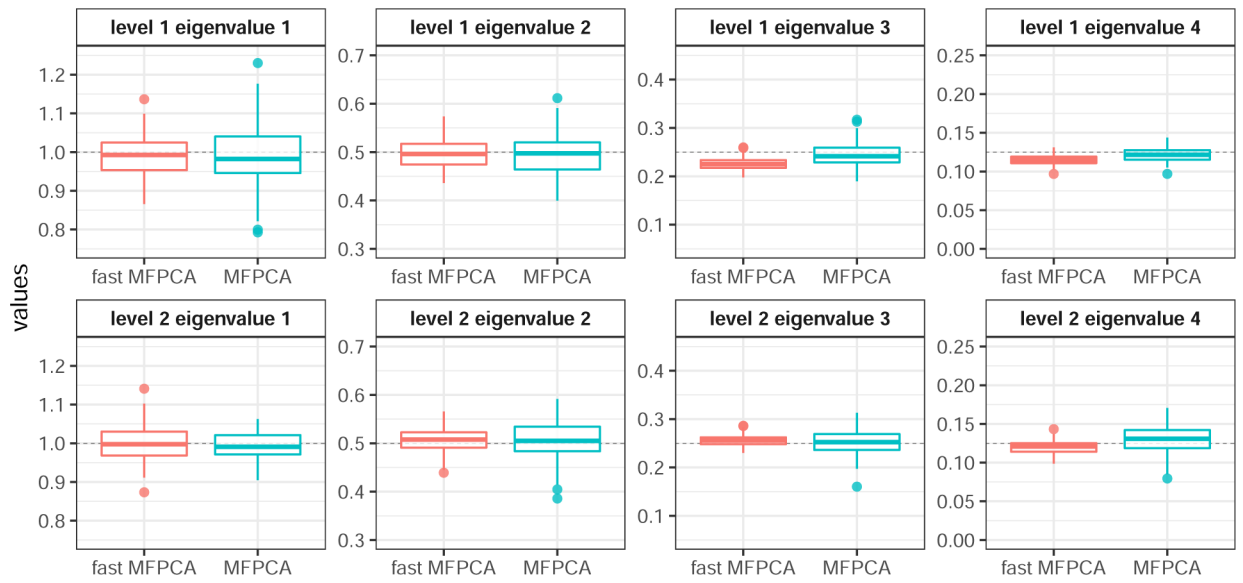 level 1 eigenvalue 1
level 1 eigenvalue 2
level 1 eigenvalue 3
level 1 eigenvalue 4
1.2
1.1
1.0
0.9
0.8
0.7
0.6
0.5
0.4
0.3
0.4
0.3
0.2
0.1
0.25
0.20
0.15
0.10
0.05
0.00
fast MFPCA MFPCA
fast MFPCA MFPCA
fast MFPCA MFPCA
fast MFPCA MFPCA
values
level 2 eigenvalue 1
level 2 eigenvalue 2
level 2 eigenvalue 3
level 2 eigenvalue 4
1.2
1.1
1.0
0.9
0.8
0.7
0.6
0.5
0.4
0.3
0.4
0.3
0.2
0.1
0.25
0.20
0.15
0.10
0.05
0.00
fast MFPCA MFPCA
fast MFPCA MFPCA
fast MFPCA MFPCA
fast MFPCA MFPCA